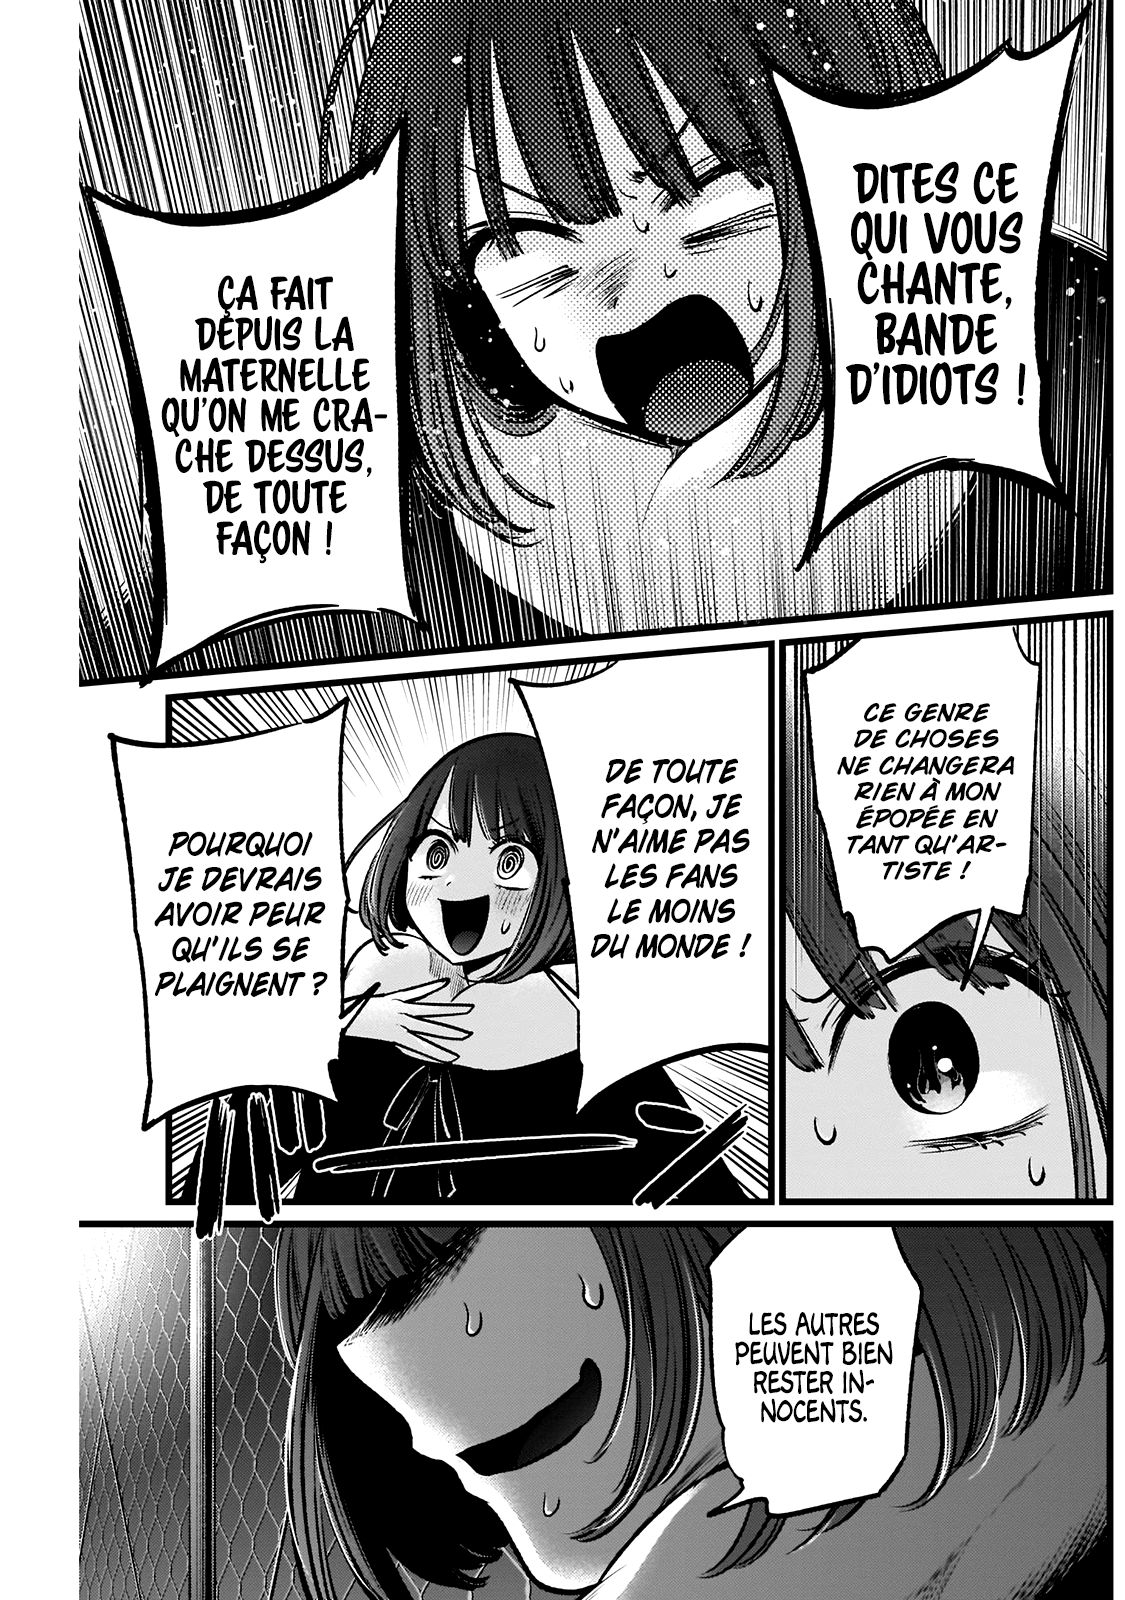 DITES CE
QUI VOUS
CHANTE,
BANDE
D'IDIOTS !
ÇA FAIT
DEPUIS LA
MATERNELLE
QU'ON ME CRA-
CHE DESSUS,
DE TOUTE
FAÇON !
CE GENRE
DE CHOSES
NE CHANGERA
RIEN À MON
ÉPOPÉE EN
TANT QU'AR-
TISTE !
DE TOUTE
FAÇON, JE
N'AIME PAS
LES FANS
LE MOINS
DU MONDE !
POURQUOI
JE DEVRAIS
AVOIR PEUR
QU'ILS SE
PLAIGNENT ?
LES AUTRES
PEUVENT BIEN
RESTER IN-
NOCENTS.